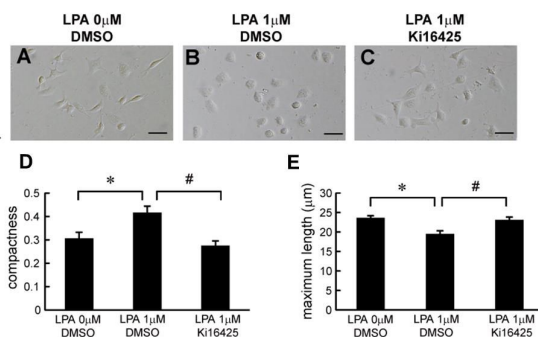 LPA 0μM
DMSO
LPA 1μM
DMSO
LPA 1μM
Ki16425
A
B
C
D
compactness
0.5
0.4
0.3
0.2
0.1
0
*
#
LPA 0μM
DMSO
LPA 1μM
DMSO
LPA 1μM
Ki16425
E
maximum length (μm)
30
25
20
15
10
5
0
*
#
LPA 0μM
DMSO
LPA 1μM
DMSO
LPA 1μM
Ki16425